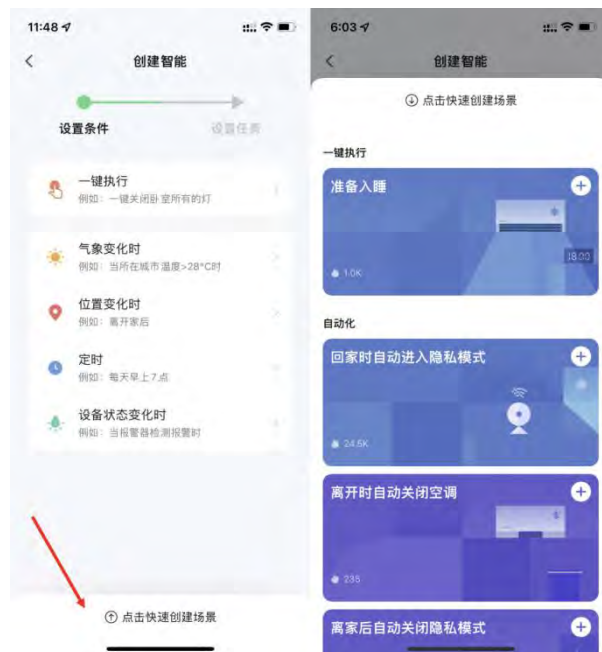 11:48
创建智能
设置条件
设置任务
一键执行
例如：一键关闭卧室所有的灯
气象变化时
例如：当所在城市温度>28°C时
位置变化时
例如：离开家后
定时
例如：每天早上7点
设备状态变化时
例如：当报警器检测报警时
点击快速创建场景
6:03
创建智能
点击快速创建场景
一键执行
准备入睡
18:00
1.0K
自动化
回家时自动进入隐私模式
24.5K
离开时自动关闭空调
235
离家后自动关闭隐私模式